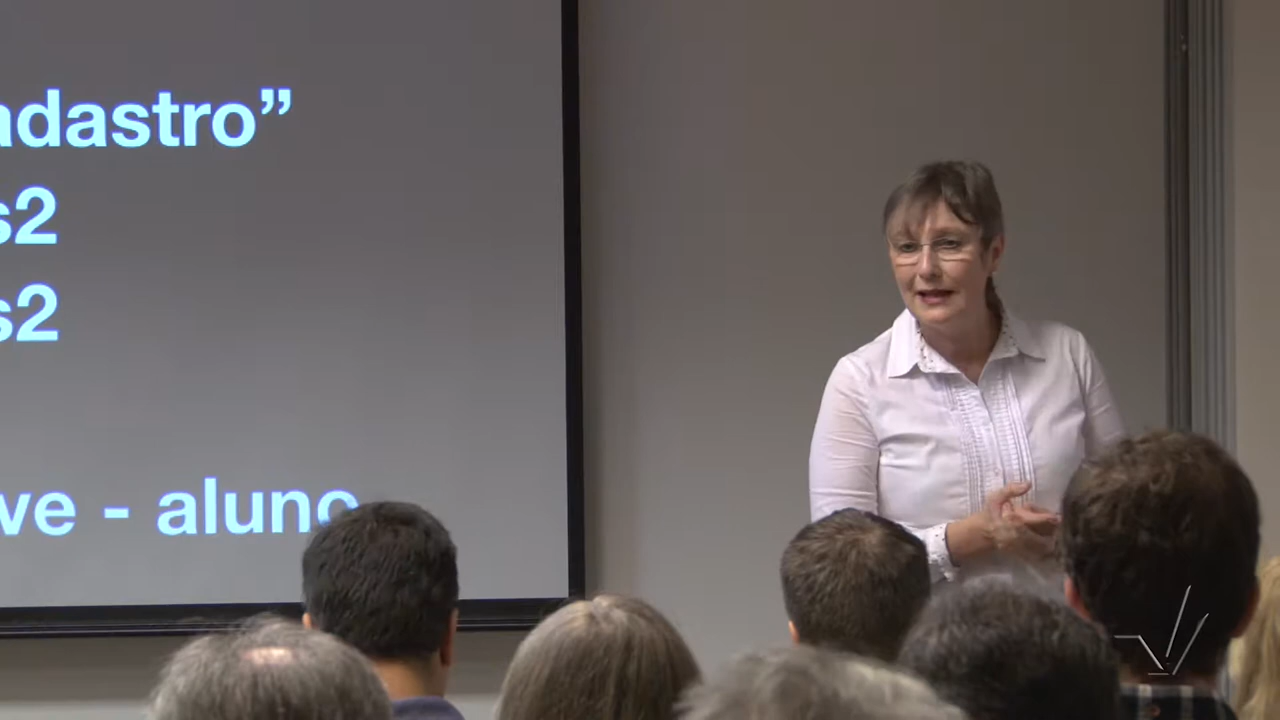 adastro”
s2
s2
ve - aluno